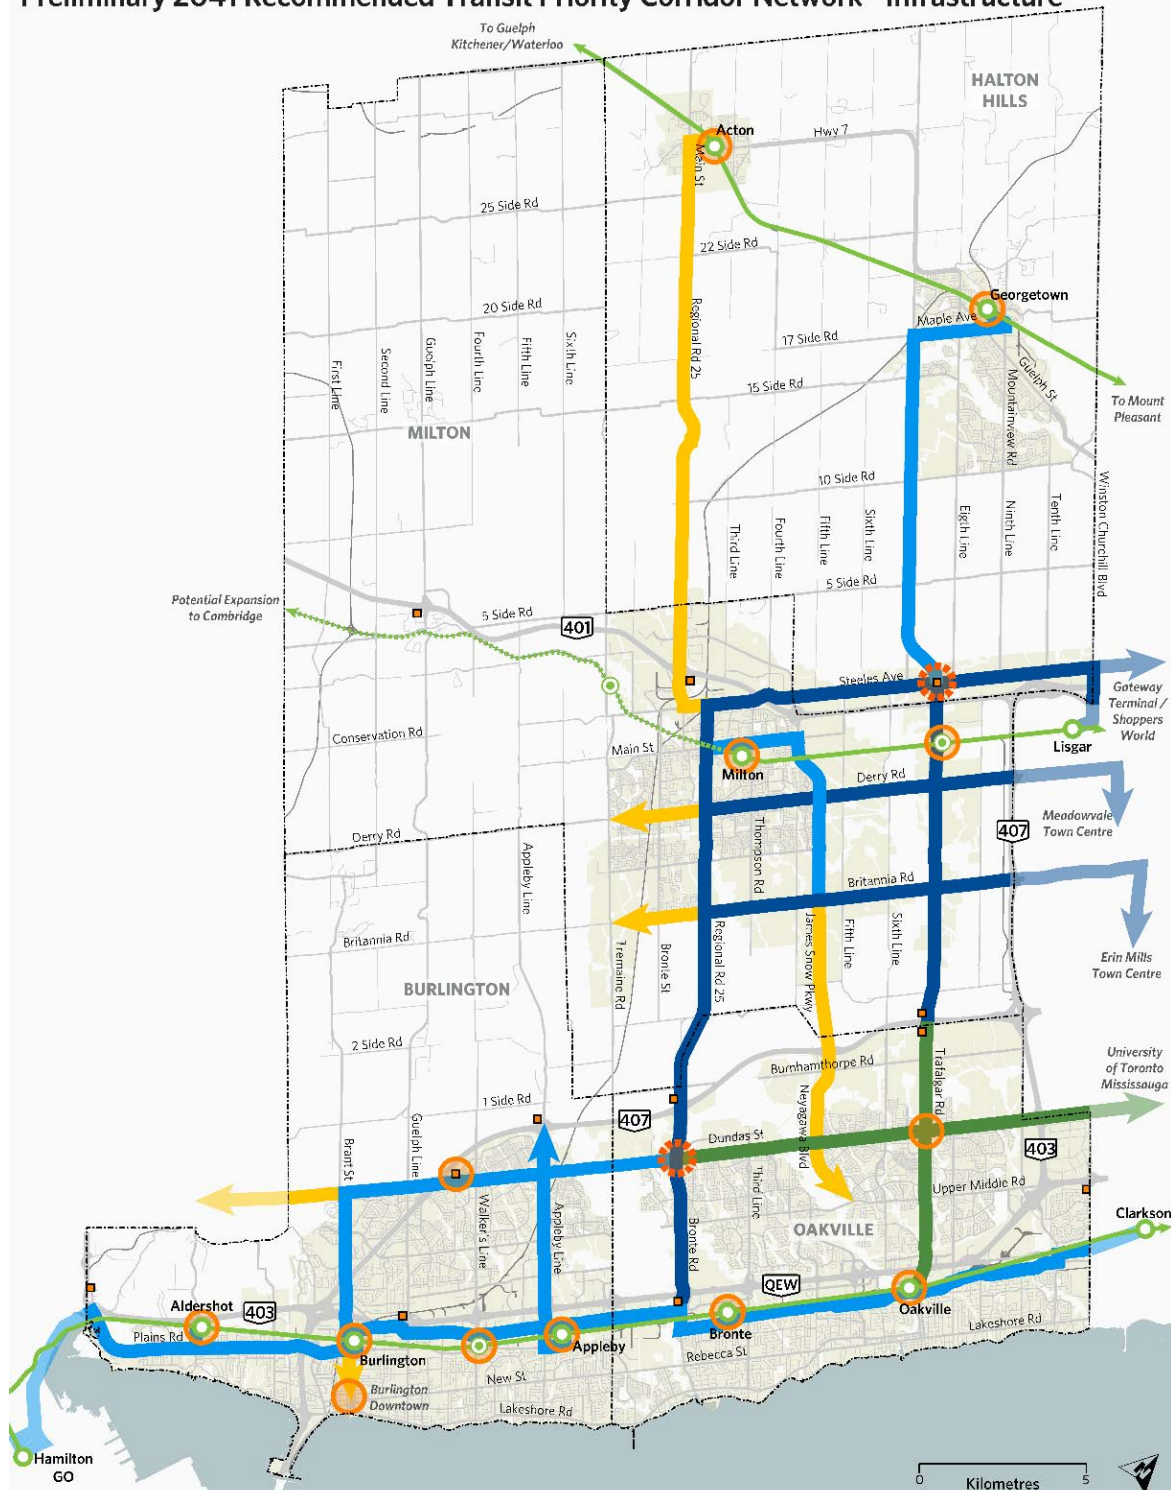 Preliminary 2041 Recommended Transit Priority Corridor Network - Infrastructure
To Guelph
Kitchener/Waterloo
HALTON
HILLS
Acton
Hwy 7
Main St
25 Side Rd
22 Side Rd
Georgetown
Maple Ave
20 Side Rd
17 Side Rd
Regional Rd 25
First Line
Second Line
Guelph Line
Fourth Line
Fifth Line
Sixth Line
Guelph St
15 Side Rd
Mountainview Rd
To Mount
Pleasant
MILTON
10 Side Rd
Winston Churchill Blvd
Third Line
Fourth Line
Fifth Line
Sixth Line
Eighth Line
Ninth Line
Tenth Line
5 Side Rd
Potential Expansion
to Cambridge
5 Side Rd
401
Steeles Ave
Gateway
Terminal /
Shoppers
World
Conservation Rd
Main St
Lisgar
Milton
Derry Rd
Meadowvale
Town Centre
407
Derry Rd
Thompson Rd
Appleby Line
Britannia Rd
Britannia Rd
Tremaine Rd
Bronte St
Regional Rd 25
James Snow Pkwy
Fifth Line
Sixth Line
Erin Mills
Town Centre
BURLINGTON
2 Side Rd
Burnhamthorpe Rd
Trafalgar Rd
University
of Toronto
Mississauga
1 Side Rd
407
Neyagawa Blvd
Guelph Line
Brant St
Dundas St
403
Third Line
Upper Middle Rd
Walker's Line
Appleby Line
Bronte Rd
OAKVILLE
Clarkson
QEW
Aldershot
403
Oakville
Plains Rd
Burlington
Appleby
Bronte
Lakeshore Rd
Rebecca St
New St
Burlington
Downtown
Lakeshore Rd
Hamilton
GO
0
5
Kilometres
N